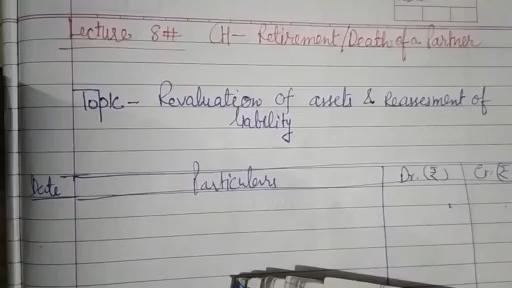 Lecture 8# CH- Retirement/Death of a Partner
Topic- Revaluation of assets & Reassesment of
liability
Date Particulars Dr. (₹) Cr. (₹